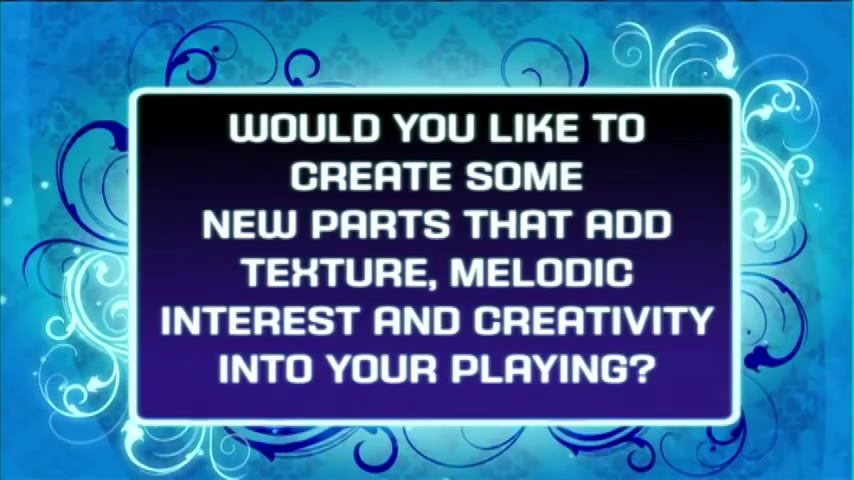 WOULD YOU LIKE TO
CREATE SOME
NEW PARTS THAT ADD
TEXTURE, MELODIC
INTEREST AND CREATIVITY
INTO YOUR PLAYING?